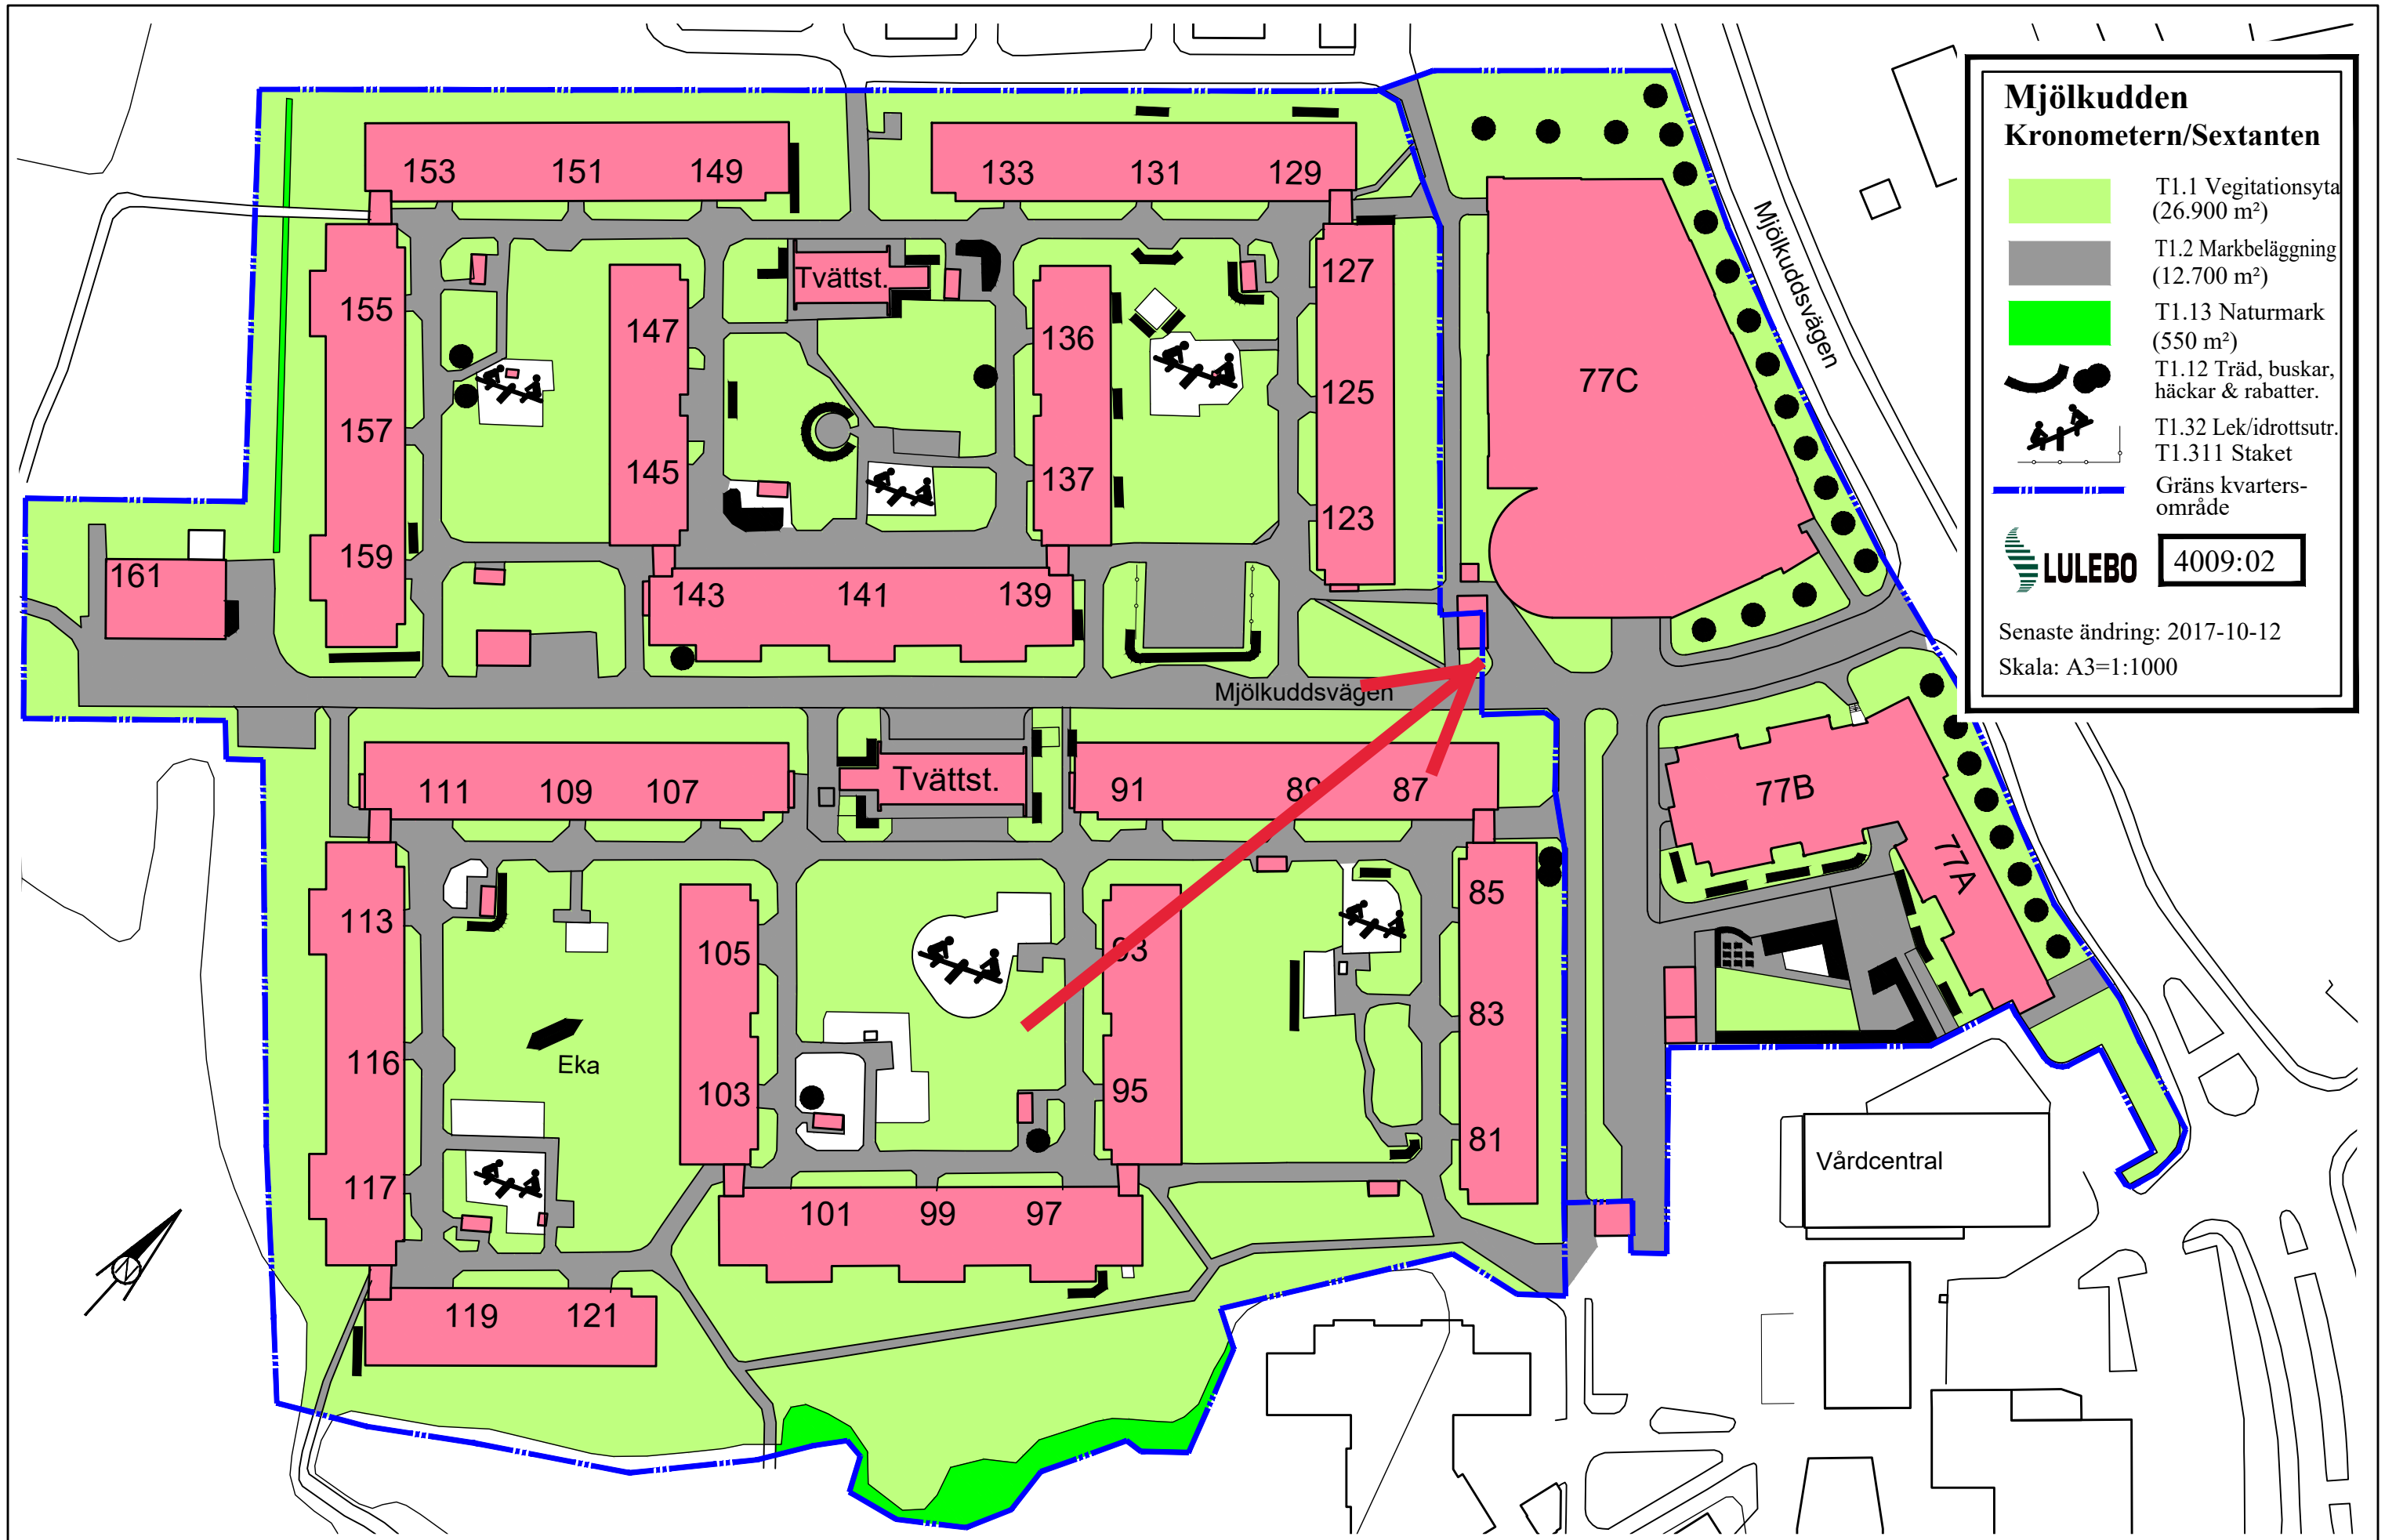 Mjölkudden
Kronometern/Sextanten
T1.1 Vegitationsyta
(26.900 m²)
T1.2 Markbeläggning
(12.700 m²)
T1.13 Naturmark
(550 m²)
T1.12 Träd, buskar,
häckar & rabatter.
T1.32 Lek/idrottsutr.
T1.311 Staket
Gräns kvarters-
område
LULEBO
4009:02
Senaste ändring: 2017-10-12
Skala: A3=1:1000
153 151 149
133 131 129
Mjölkuddsvägen
127
Tvättst.
155
147
136
125
77C
157
145
137
123
159
161
143 141 139
Mjölkuddsvägen
111 109 107
Tvättst.
91 89 87
77B
77A
85
113
105
93
83
116
Eka
103
95
81
117
Vårdcentral
101 99 97
119 121
N